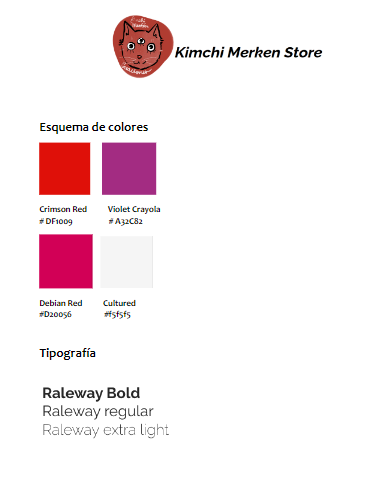 Kimchi Merken Store
Esquema de colores
Crimson Red
# DF1009
Violet Crayola
# A32C82
Debian Red
#D20056
Cultured
#f5f5f5
Tipografía
Raleway Bold
Raleway regular
Raleway extra light